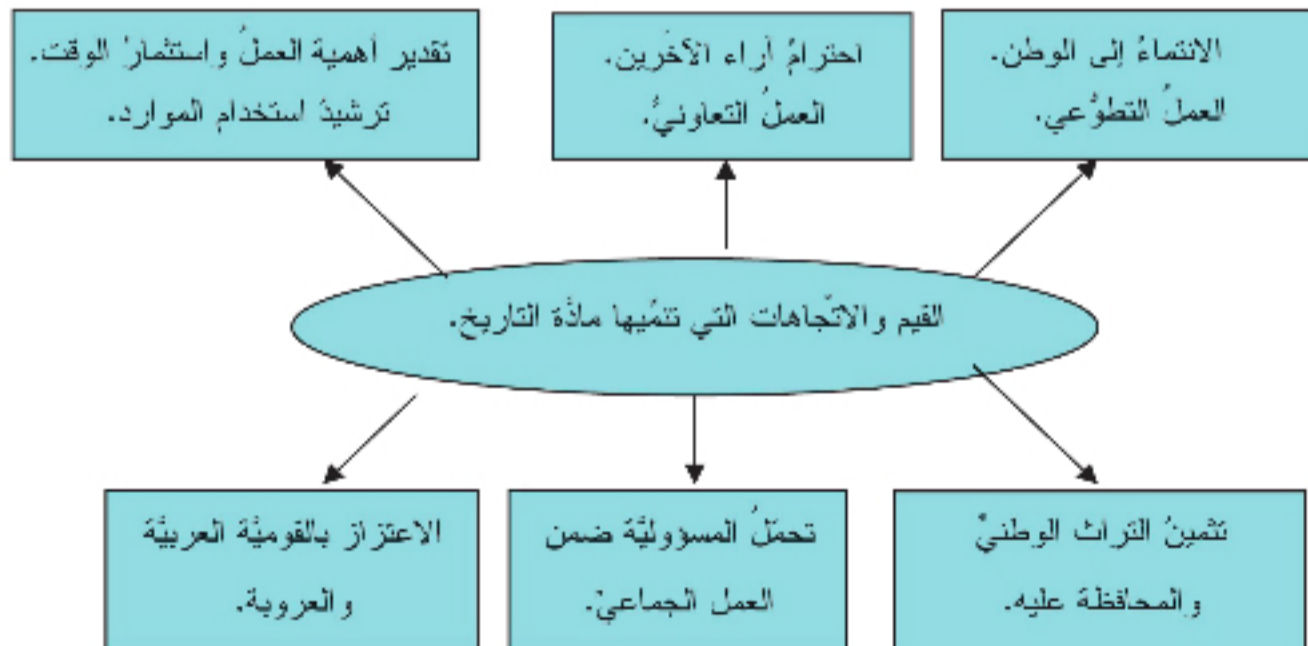 الانتماءُ إلى الوطن.
العملُ التطوُّعي.
احترامُ آراء الآخَرين.
العملُ التعاونيُّ.
تقدير أهمية العملُ واستثمارُ الوقت.
ترشيدُ استخدام الموارد.
القيم والاتّجاهات التي تنمّيها مادَّة التاريخ.
تثمينُ التراث الوطنيِّ
والمحافظة عليه.
تحمّلُ المسؤوليَّة ضمن
العمل الجماعيّ.
الاعتزاز بالقوميَّة العربيَّة
والعروبة.